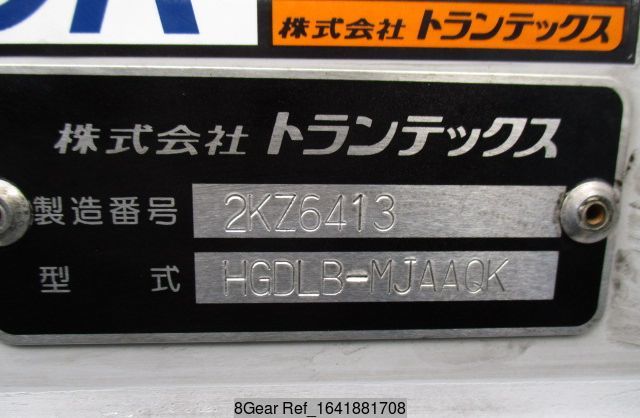 株式会社 トランテックス
株式会社 トランテックス
製造番号 2KZ6413
型式 HGDLB-MJAAQK
8Gear Ref_1641881708